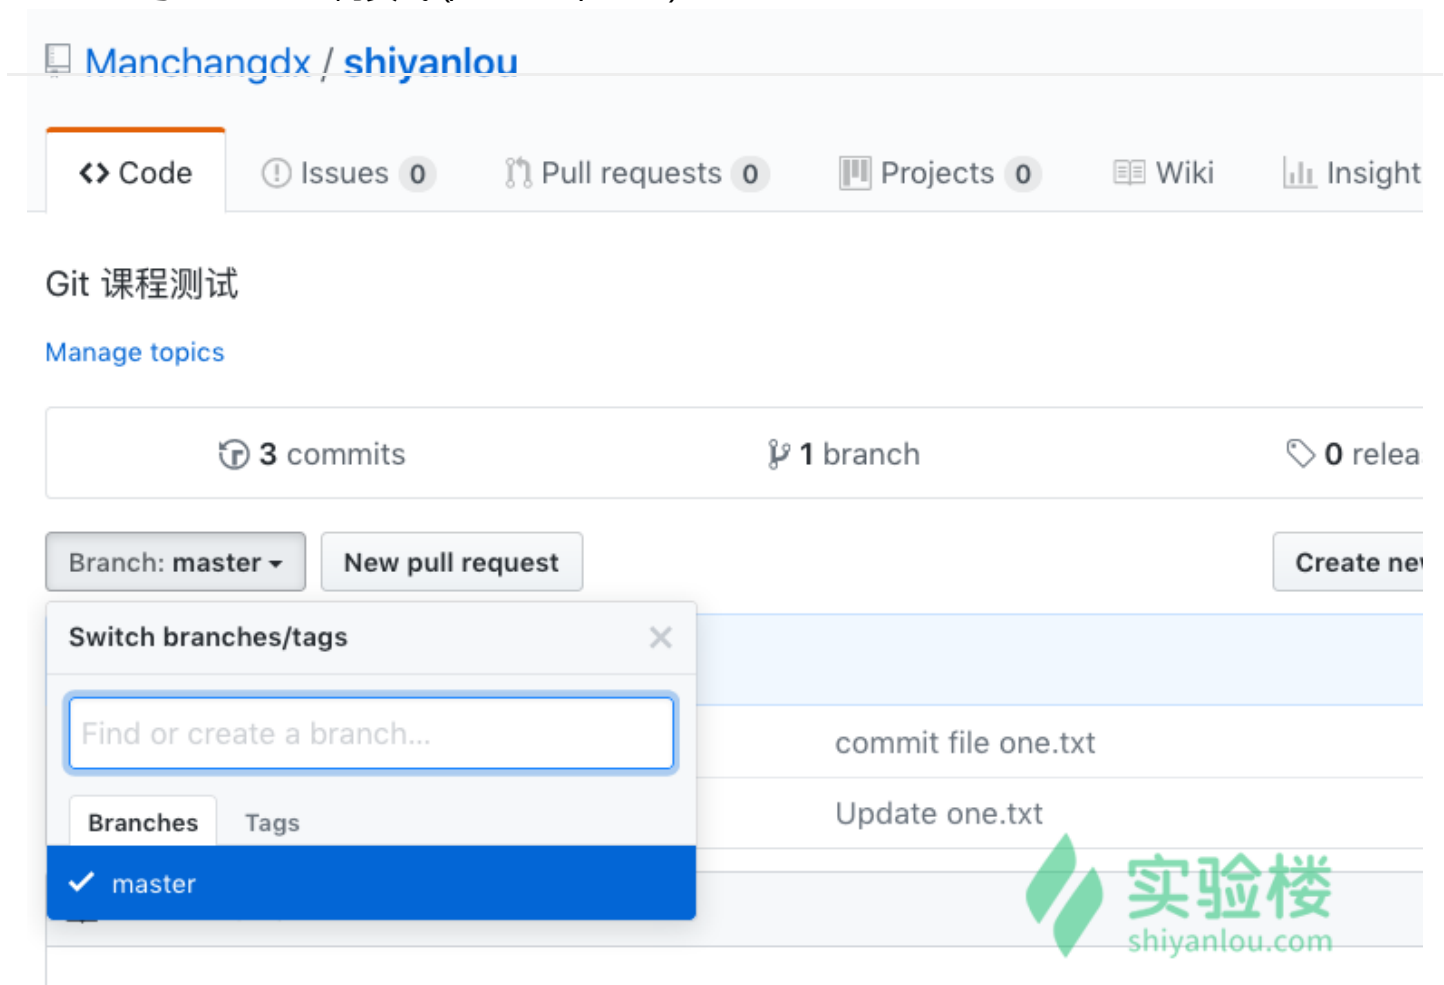 Manchangdx / shiyanlou
Code Issues 0 Pull requests 0 Projects 0 Wiki Insight
Git 课程测试
Manage topics
3 commits 1 branch 0 relea
Branch: master New pull request Create new
Switch branches/tags
Find or create a branch...
commit file one.txt
Branches Tags
Update one.txt
master
实验楼
shiyanlou.com